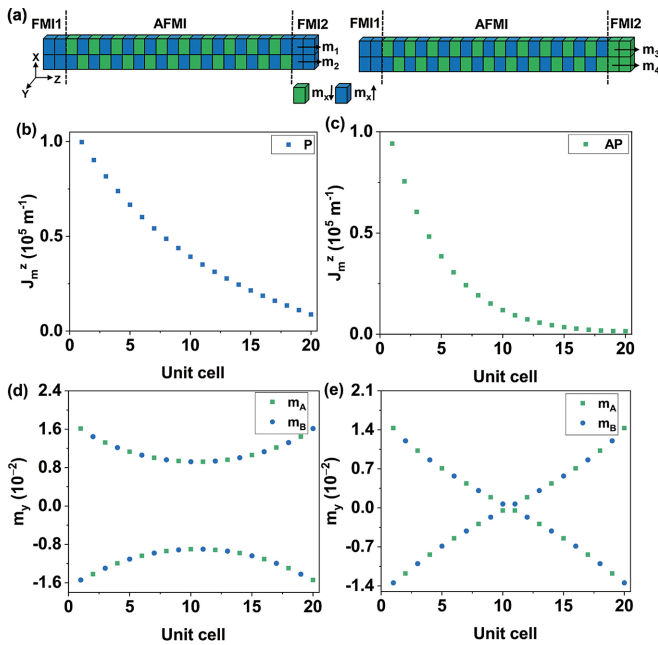 (a)
FMI1 AFMI FMI2 FMI1 AFMI FMI2
m1
m2
m3
m4
X
Y
Z
mx↓ mx↑
(b)
P
1.0
0.5
0.0
0 5 10 15 20
Jmz (10^5 m^-1)
Unit cell
(c)
AP
1.0
0.5
0.0
0 5 10 15 20
Jmz (10^5 m^-1)
Unit cell
(d)
mA
mB
2.4
1.6
0.8
0.0
-0.8
-1.6
0 5 10 15 20
my (10^-2)
Unit cell
(e)
mA
mB
2.1
1.4
0.7
0.0
-0.7
-1.4
0 5 10 15 20
my (10^-2)
Unit cell